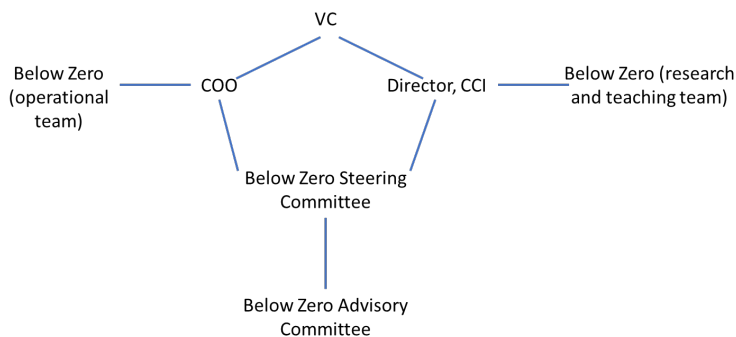 VC
Below Zero
(operational
team)
COO
Director, CCI
Below Zero (research
and teaching team)
Below Zero Steering
Committee
Below Zero Advisory
Committee